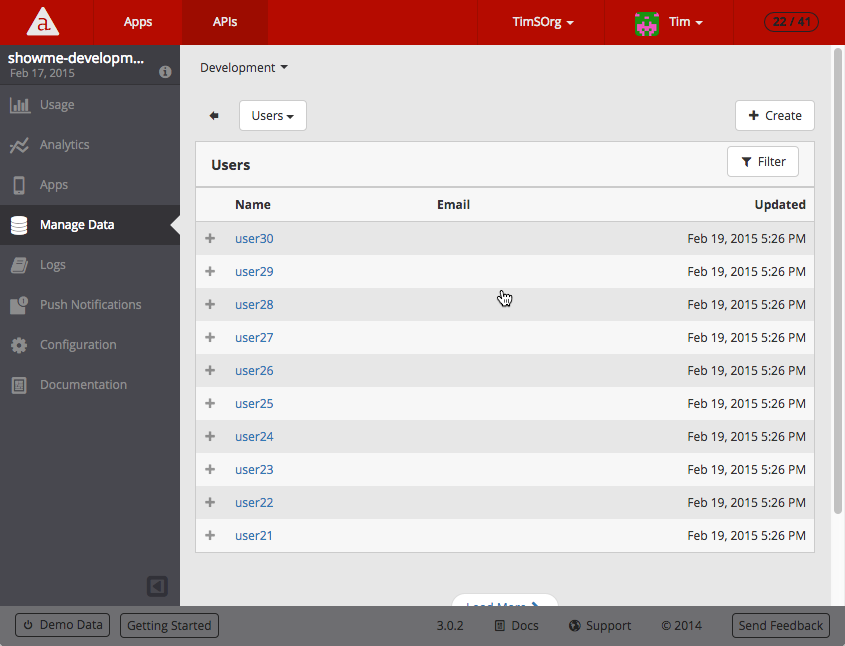 a Apps APIs TimSOrg Tim 22 / 41
showme-developm...
Feb 17, 2015
Development
Usage
Users Create
Analytics
Users Filter
Apps
Name Email Updated
Manage Data
user30 Feb 19, 2015 5:26 PM
Logs
user29 Feb 19, 2015 5:26 PM
Push Notifications
user28 Feb 19, 2015 5:26 PM
Configuration
user27 Feb 19, 2015 5:26 PM
Documentation
user26 Feb 19, 2015 5:26 PM
user25 Feb 19, 2015 5:26 PM
user24 Feb 19, 2015 5:26 PM
user23 Feb 19, 2015 5:26 PM
user22 Feb 19, 2015 5:26 PM
user21 Feb 19, 2015 5:26 PM
Load More
Demo Data Getting Started 3.0.2 Docs Support © 2014 Send Feedback